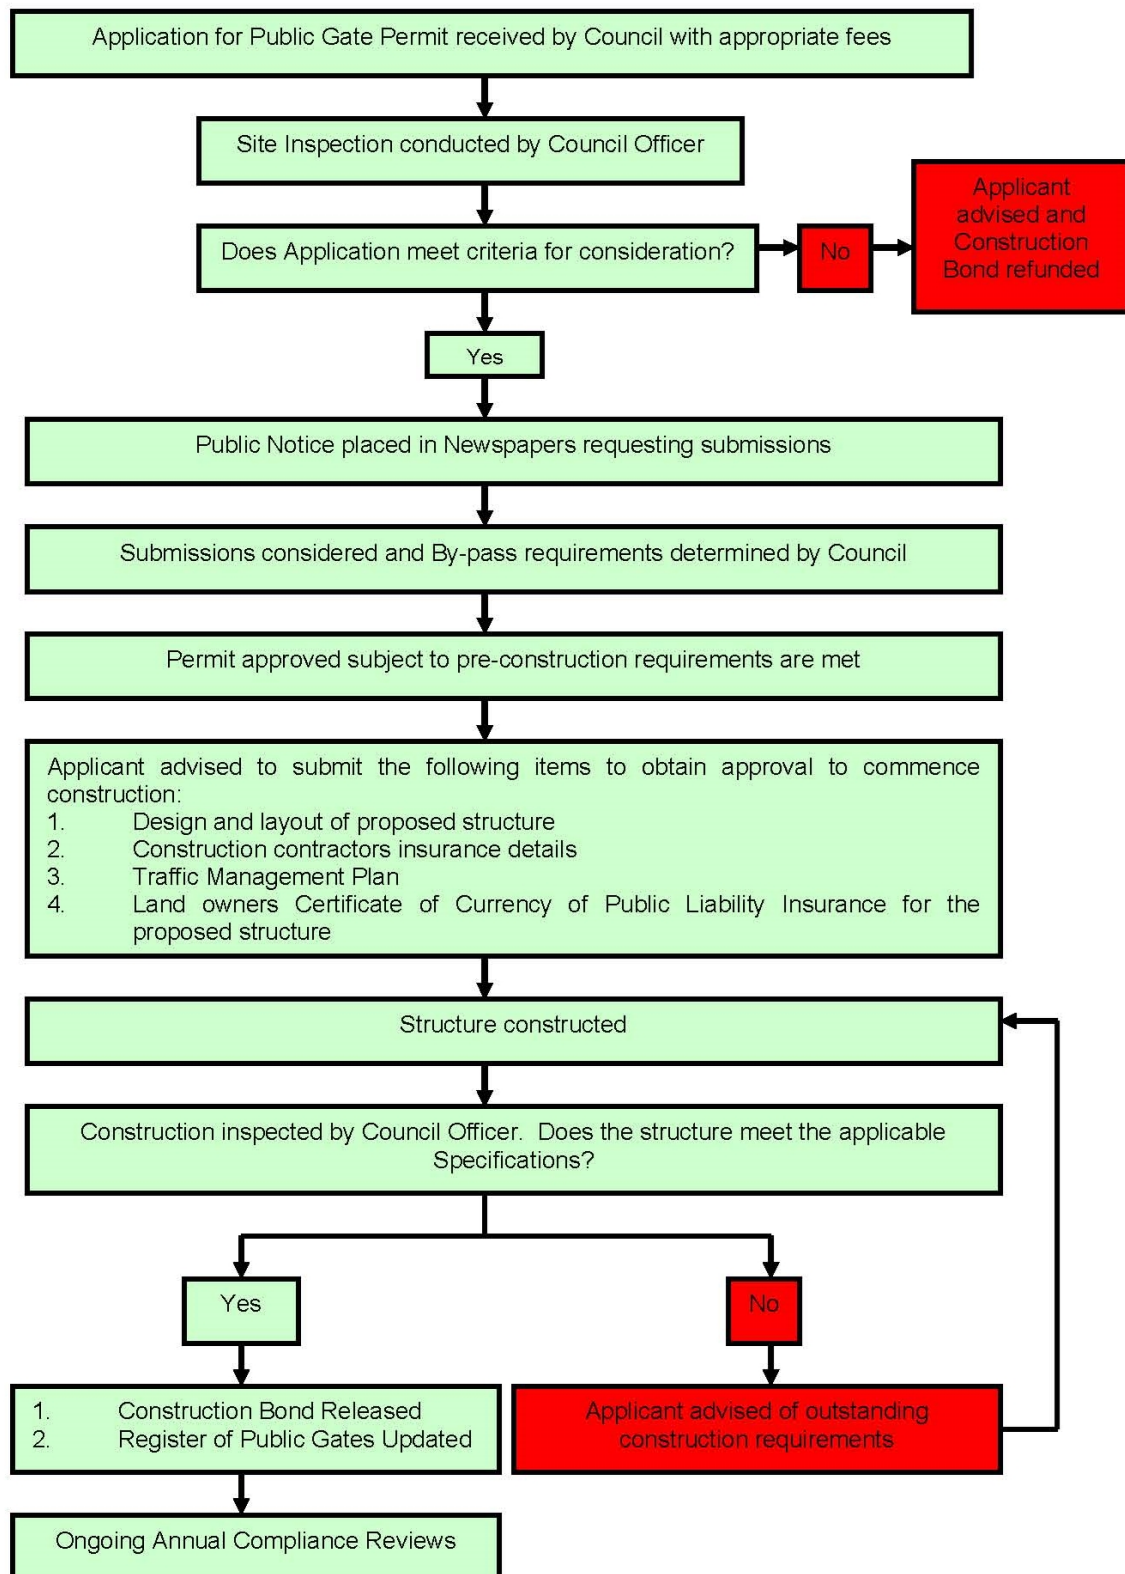 Application for Public Gate Permit received by Council with appropriate fees
Site Inspection conducted by Council Officer
Does Application meet criteria for consideration?
No
Applicant
advised and
Construction
Bond refunded
Yes
Public Notice placed in Newspapers requesting submissions
Submissions considered and By-pass requirements determined by Council
Permit approved subject to pre-construction requirements are met
Applicant advised to submit the following items to obtain approval to commence
construction:
1. Design and layout of proposed structure
2. Construction contractors insurance details
3. Traffic Management Plan
4. Land owners Certificate of Currency of Public Liability Insurance for the
proposed structure
Structure constructed
Construction inspected by Council Officer. Does the structure meet the applicable
Specifications?
Yes
No
1. Construction Bond Released
2. Register of Public Gates Updated
Applicant advised of outstanding
construction requirements
Ongoing Annual Compliance Reviews